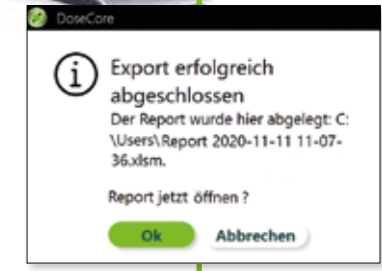 DoseCore
Export erfolgreich
abgeschlossen
Der Report wurde hier abgelegt: C:
\Users\Report 2020-11-11 11-07-
36.xlsm.
Report jetzt öffnen ?
Ok Abbrechen